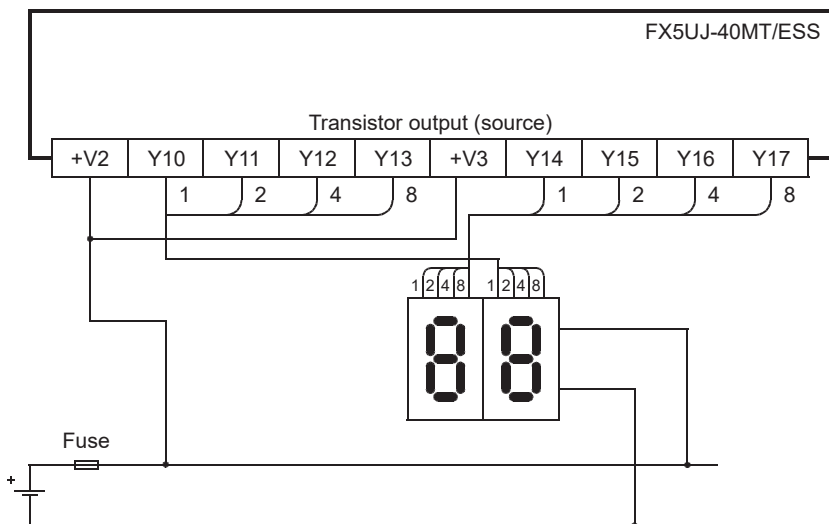 FX5UJ-40MT/ESS
Transistor output (source)
+V2 Y10 Y11 Y12 Y13 +V3 Y14 Y15 Y16 Y17
1 2 4 8 1 2 4 8
1 2 4 8 1 2 4 8
88
Fuse
+